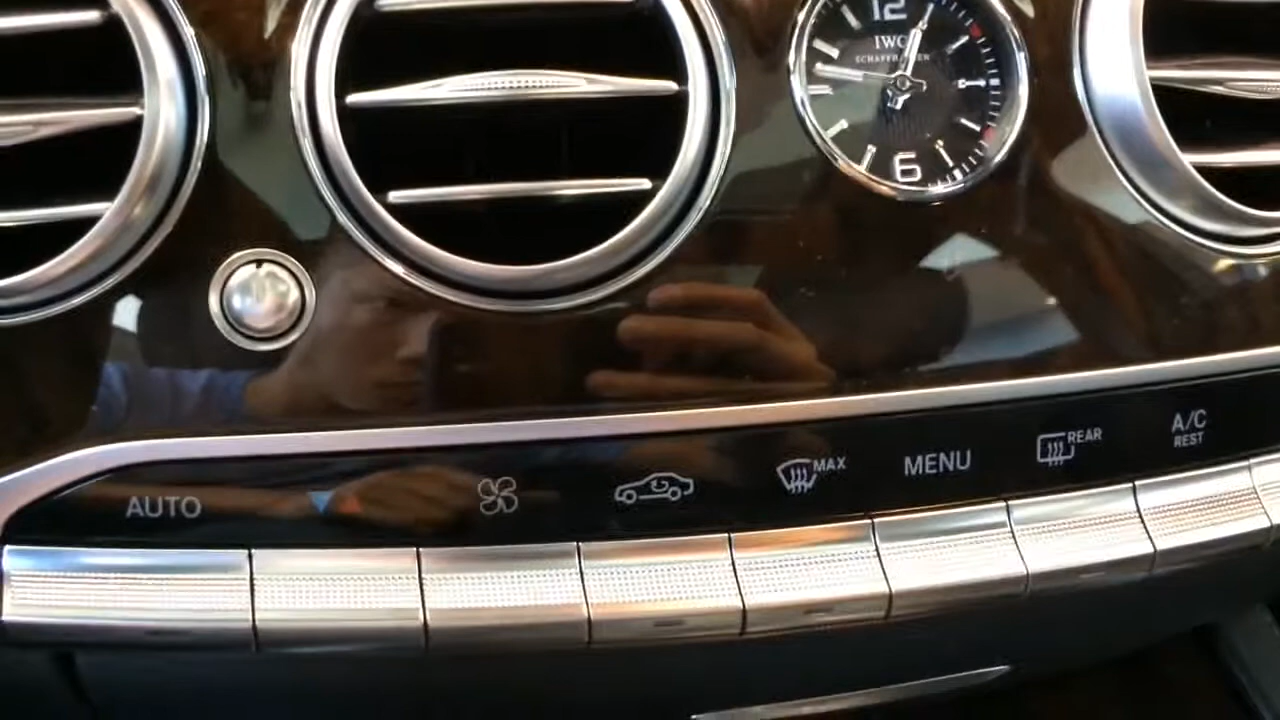 12
IWC
SCHAFFHAUSEN
6
AUTO
MAX
MENU
REAR
A/C
REST